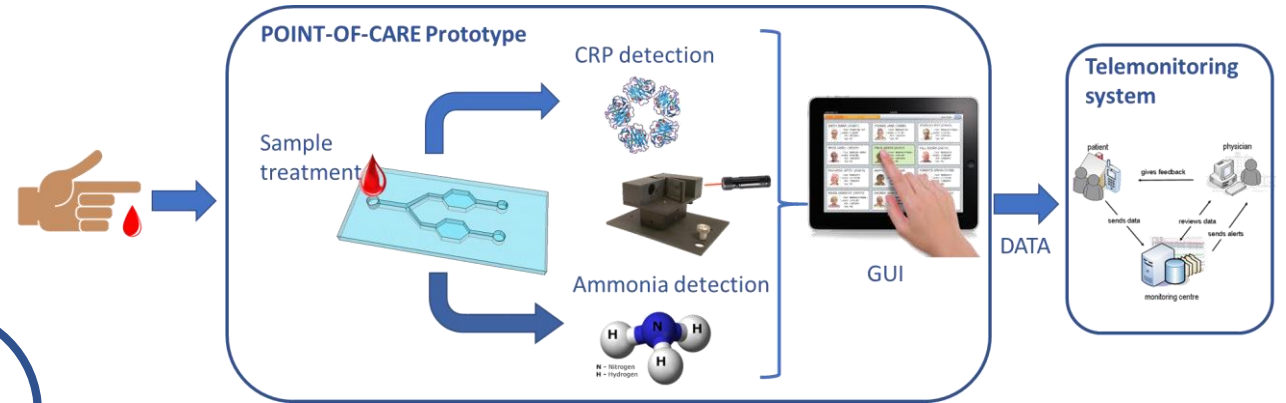 POINT-OF-CARE Prototype
CRP detection
Sample
treatment
Ammonia detection
N
H
H
H
N – Nitrogen
H – Hydrogen
GUI
DATA
Telemonitoring
system
patient
physician
gives feedback
sends data
reviews data
sends alerts
monitoring centre